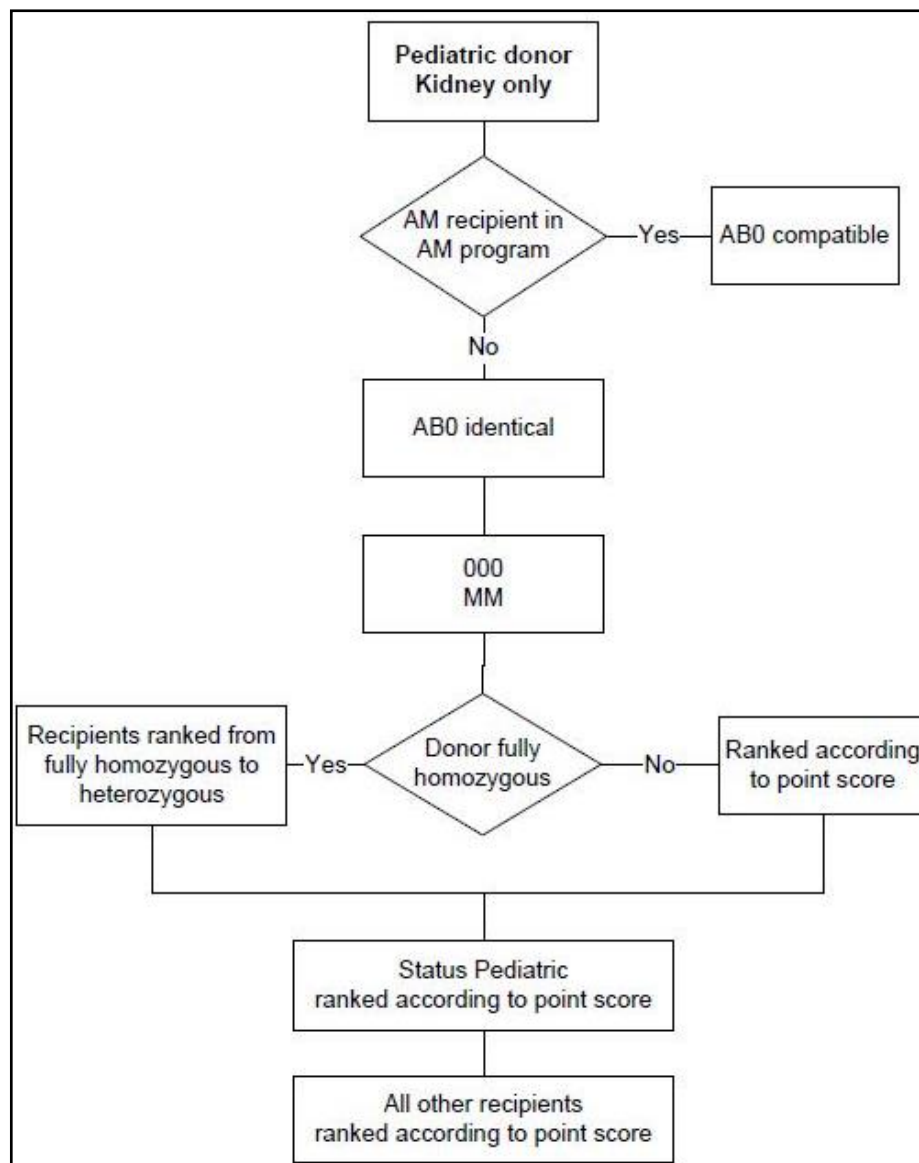 Pediatric donor
Kidney only
AM recipient in
AM program
Yes
AB0 compatible
No
AB0 identical
000
MM
Recipients ranked from
fully homozygous to
heterozygous
Yes
Donor fully
homozygous
No
Ranked according
to point score
Status Pediatric
ranked according to point score
All other recipients
ranked according to point score